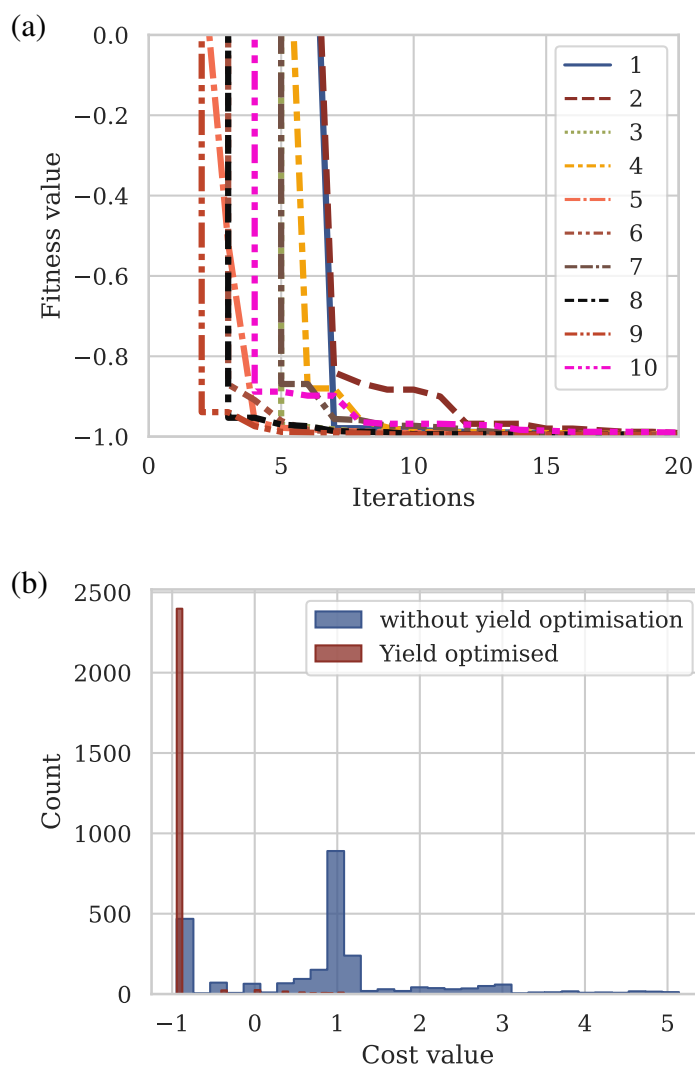 (a)
0.0
−0.2
−0.4
−0.6
−0.8
−1.0
Fitness value
0 5 10 15 20
Iterations
1
2
3
4
5
6
7
8
9
10
(b)
2500
2000
1500
1000
500
0
Count
without yield optimisation
Yield optimised
−1 0 1 2 3 4 5
Cost value